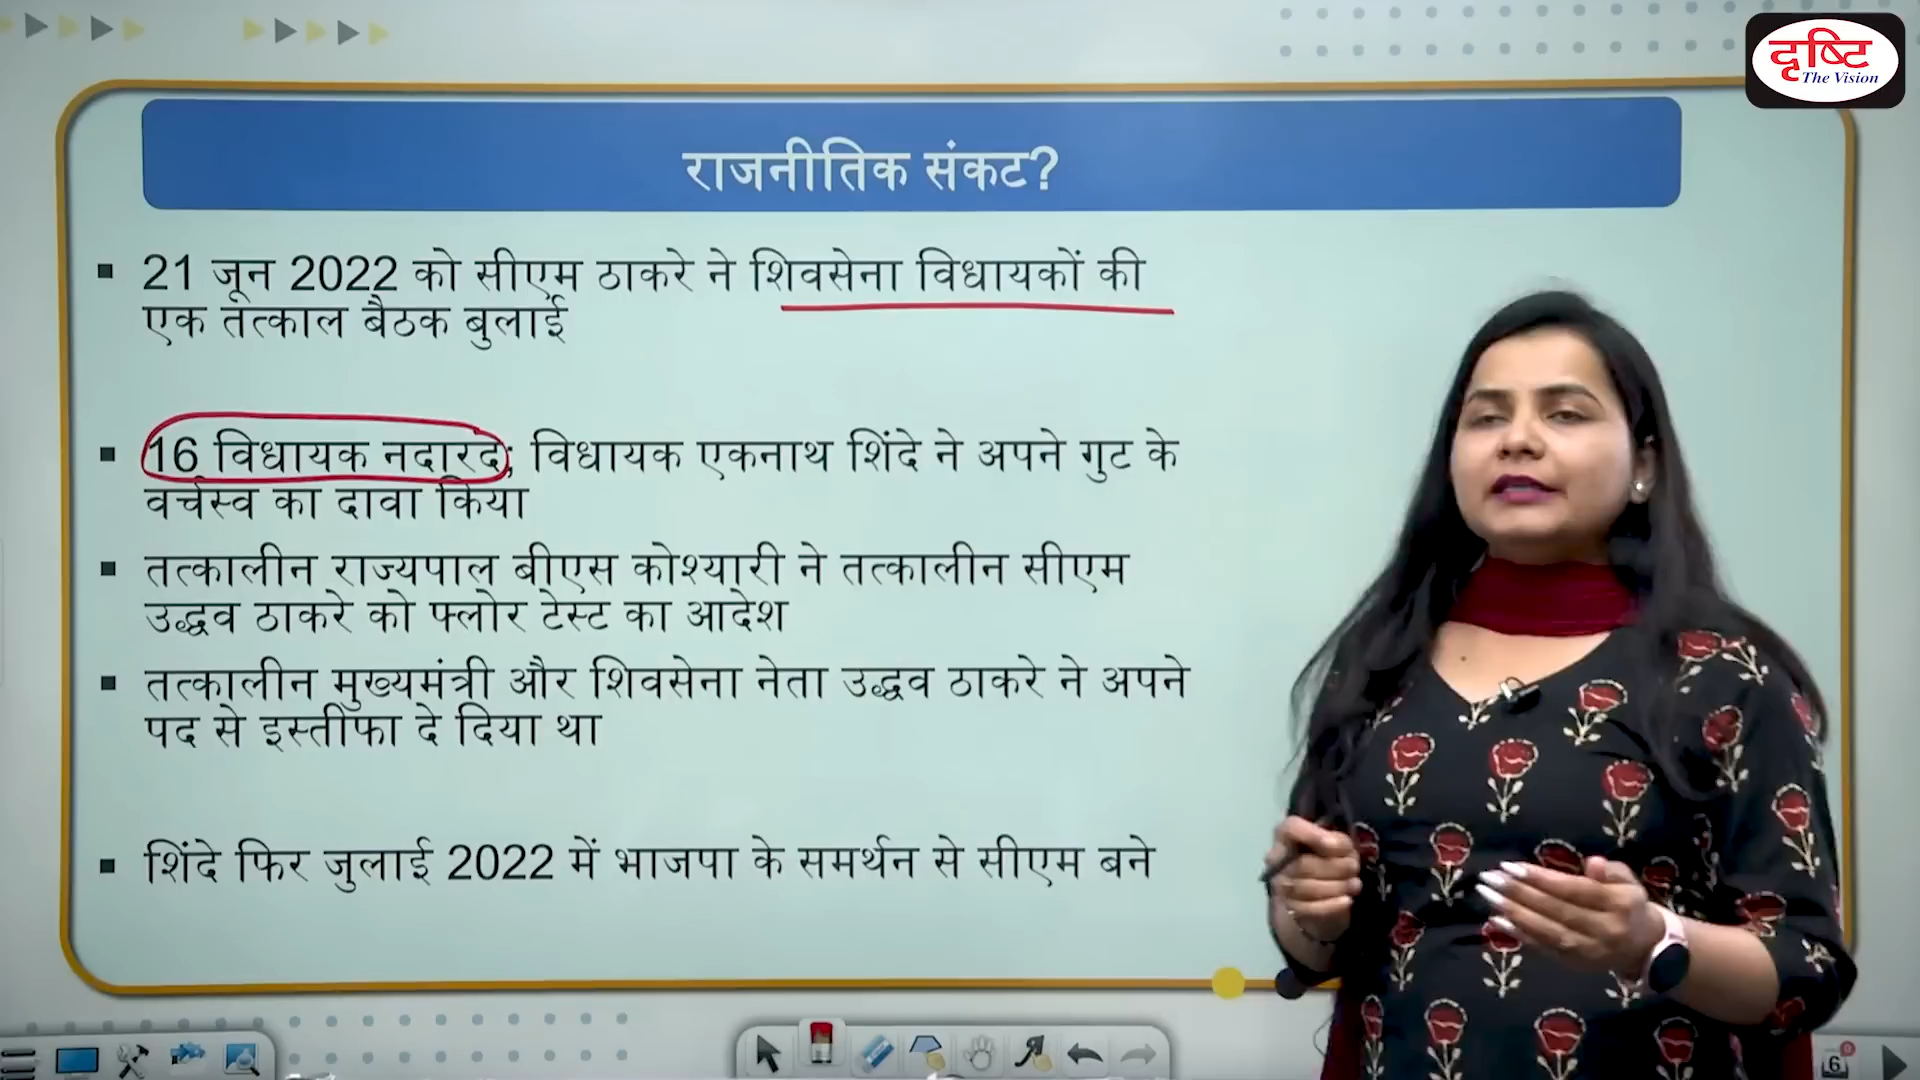 दृष्टि
The Vision
राजनीतिक संकट?
▪ 21 जून 2022 को सीएम ठाकरे ने शिवसेना विधायकों की
एक तत्काल बैठक बुलाई
▪ 16 विधायक नदारद; विधायक एकनाथ शिंदे ने अपने गुट के
वर्चस्व का दावा किया
▪ तत्कालीन राज्यपाल बीएस कोश्यारी ने तत्कालीन सीएम
उद्धव ठाकरे को फ्लोर टेस्ट का आदेश
▪ तत्कालीन मुख्यमंत्री और शिवसेना नेता उद्धव ठाकरे ने अपने
पद से इस्तीफा दे दिया था
▪ शिंदे फिर जुलाई 2022 में भाजपा के समर्थन से सीएम बने
6